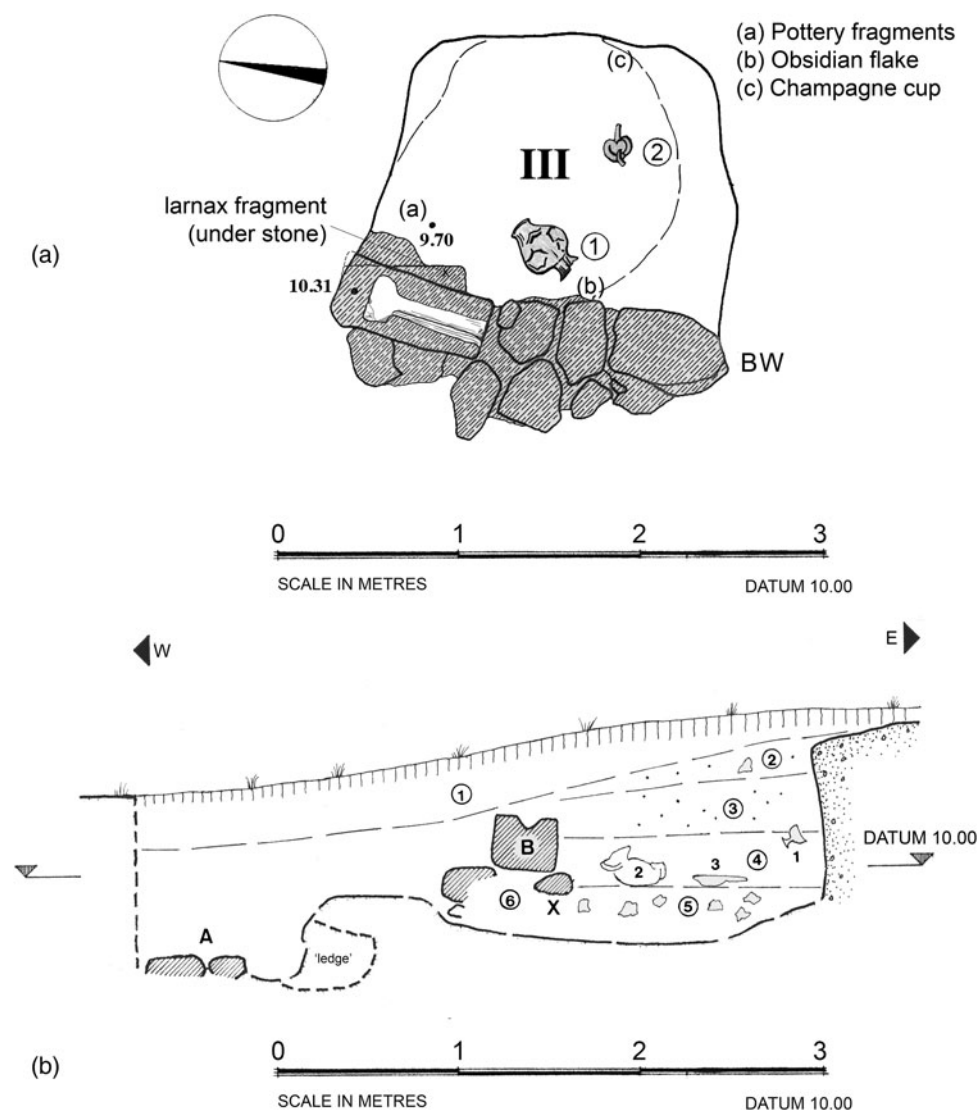 (a) Pottery fragments
(b) Obsidian flake
(c) Champagne cup
(c)
III
2
larnax fragment
(under stone)
(a)
9.70
1
(a)
10.31
(b)
x
BW
0 1 2 3
SCALE IN METRES DATUM 10.00
W E
2
1
3
DATUM 10.00
B
1
2 3 4
6 X 5
A
'ledge'
(b)
0 1 2 3
SCALE IN METRES DATUM 10.00